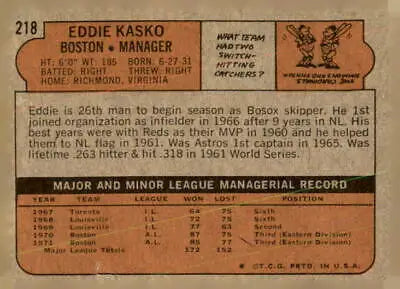 218
EDDIE KASKO
BOSTON • MANAGER
HT: 6'0" WT: 185 BORN: 6-27-31
BATTED: RIGHT THREW: RIGHT
HOME: RICHMOND, VIRGINIA
WHAT TEAM
HAD TWO
SWITCH-
HITTING
CATCHERS?
Eddie is 26th man to begin season as Bosox skipper. He 1st
joined organization as infielder in 1966 after 9 years in NL. His
best years were with Reds as their MVP in 1960 and he helped
them to NL flag in 1961. Was Astros 1st captain in 1965. Was
lifetime .263 hitter & hit .318 in 1961 World Series.
MAJOR AND MINOR LEAGUE MANAGERIAL RECORD
YEAR TEAM LEAGUE WON LOST POSITION
1967 Toronto I.L. 64 75 Sixth
1968 Louisville I.L. 72 75 Sixth
1969 Louisville I.L. 77 63 Second
1970 Boston A.L. 87 75 Third (Eastern Division)
1971 Boston A.L. 85 77 Third (Eastern Division)
Major League Totals 172 152
© T.C.G. PRTD. IN U.S.A.